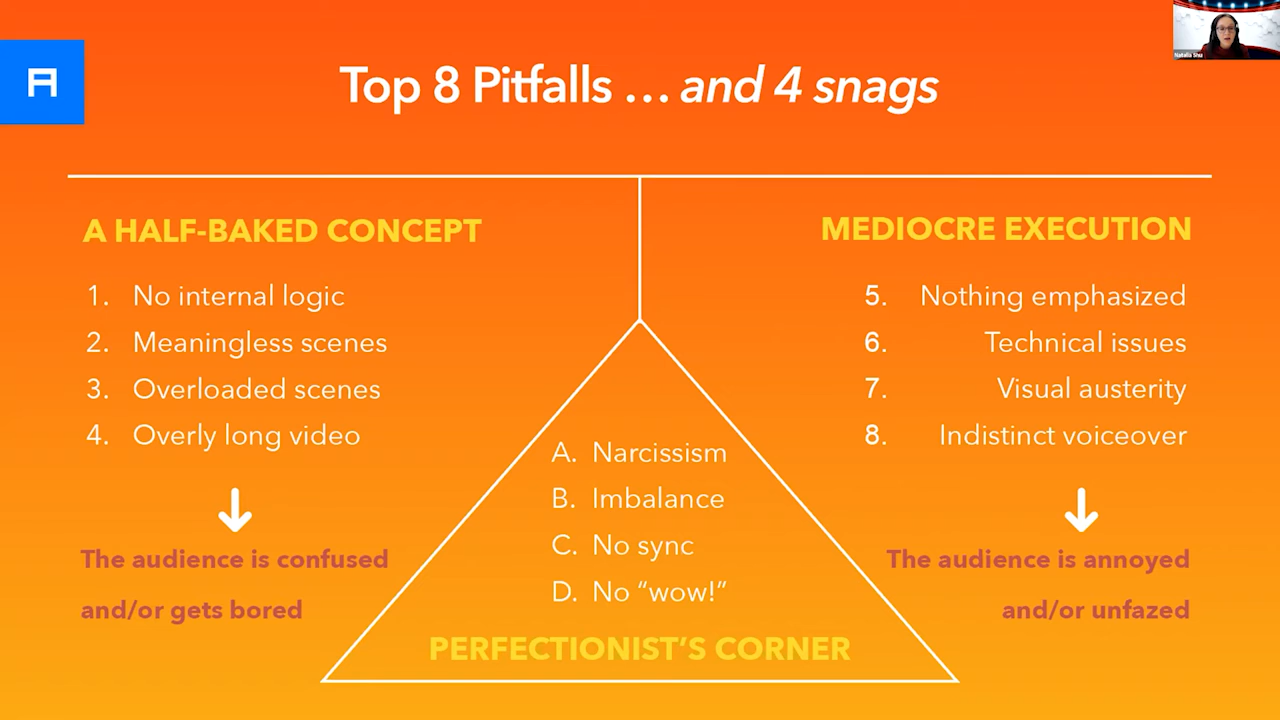 Top 8 Pitfalls … and 4 snags
Natalia Shu
A HALF-BAKED CONCEPT
1. No internal logic
2. Meaningless scenes
3. Overloaded scenes
4. Overly long video
The audience is confused
and/or gets bored
MEDIOCRE EXECUTION
5. Nothing emphasized
6. Technical issues
7. Visual austerity
8. Indistinct voiceover
The audience is annoyed
and/or unfazed
A. Narcissism
B. Imbalance
C. No sync
D. No “wow!”
PERFECTIONIST’S CORNER